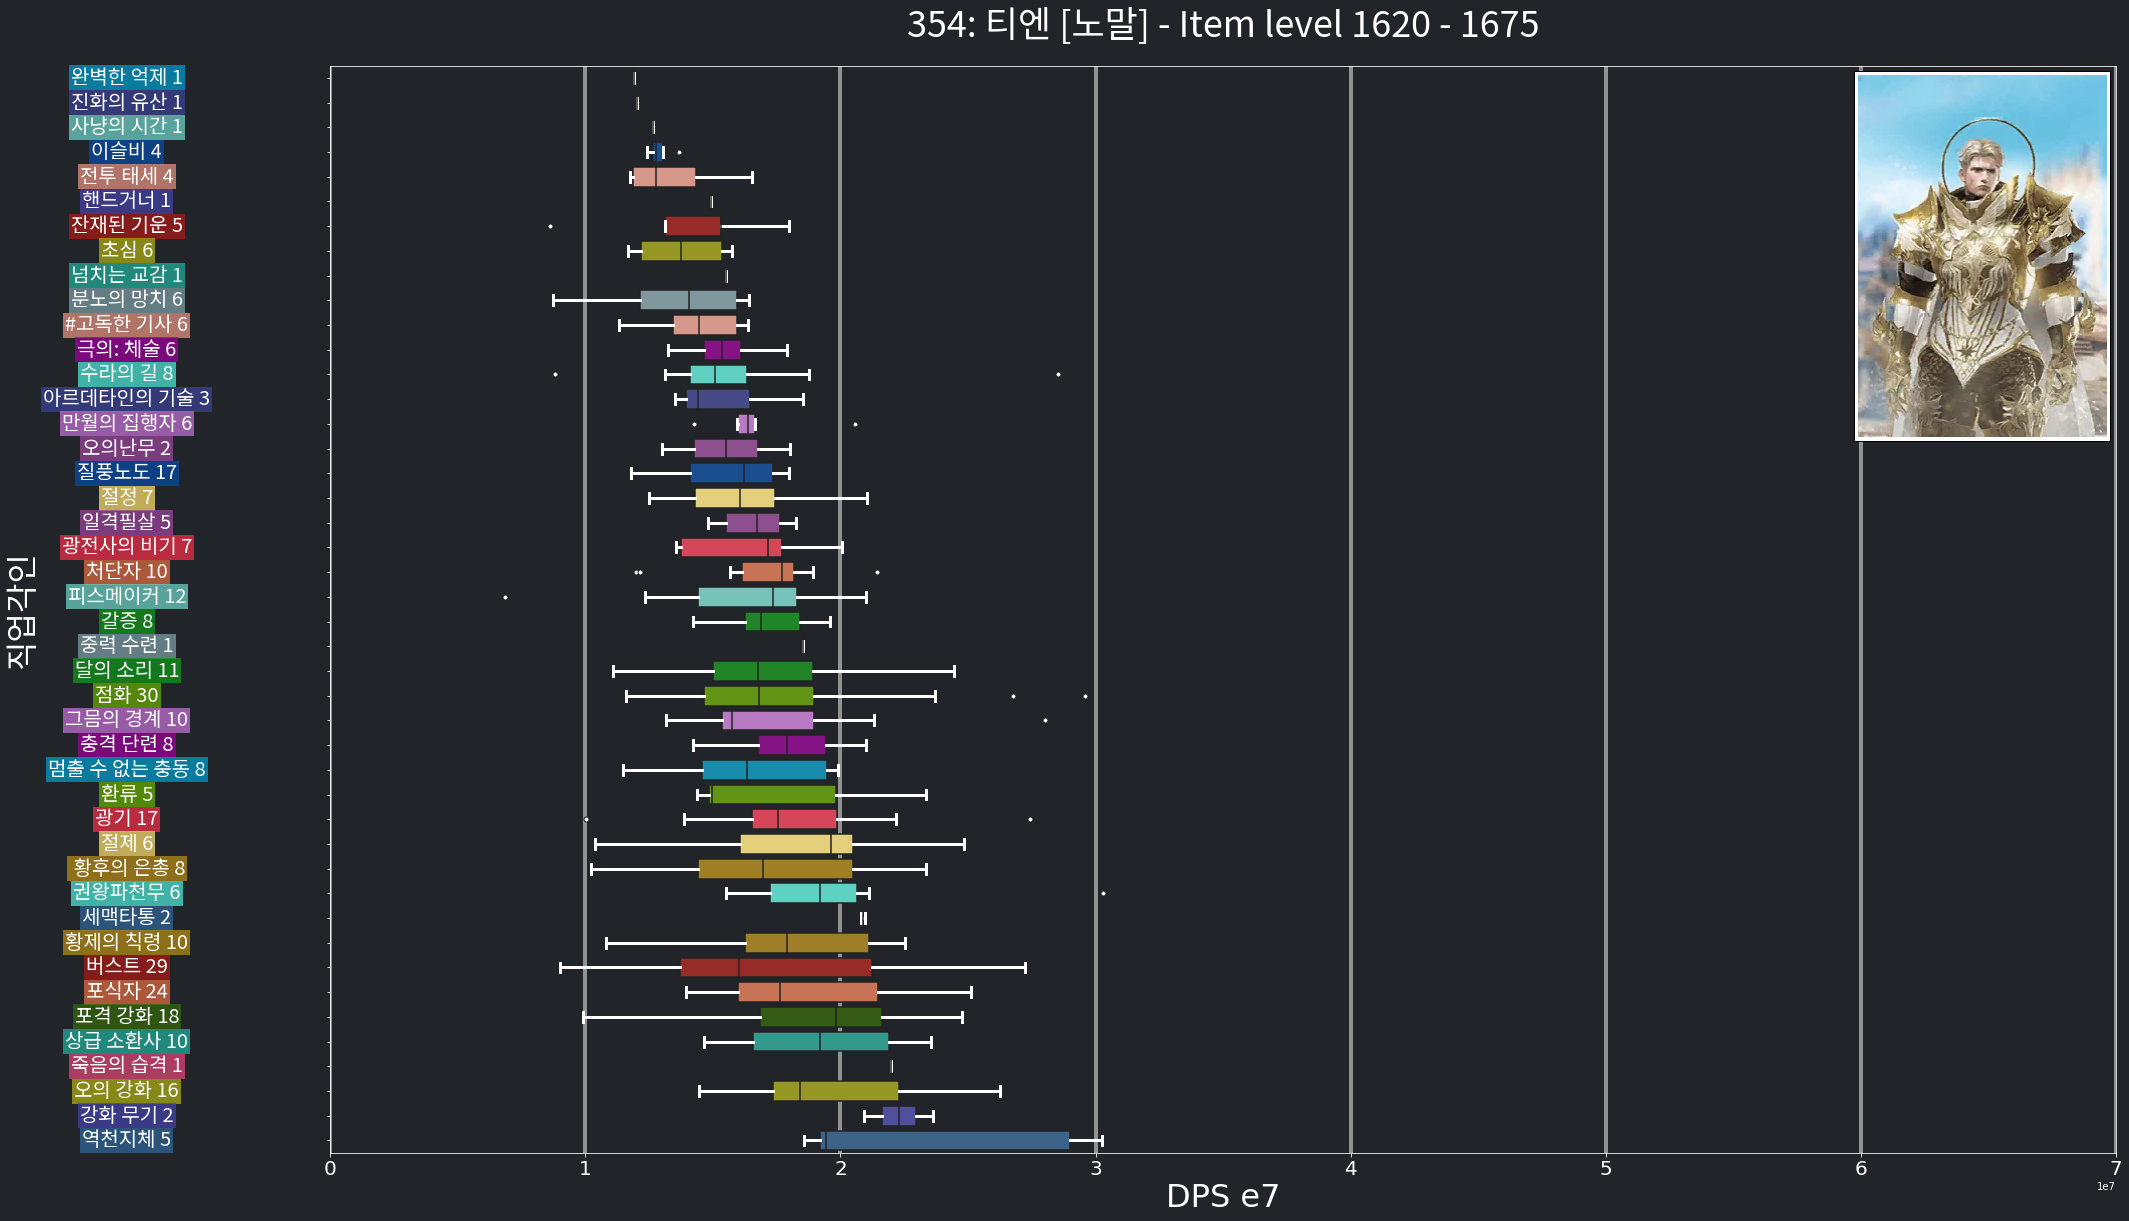 354: 티엔 [노말] - Item level 1620 - 1675
직업각인
완벽한 억제 1
진화의 유산 1
사냥의 시간 1
이슬비 4
전투 태세 4
핸드거너 1
잔재된 기운 5
초심 6
넘치는 교감 1
분노의 망치 6
#고독한 기사 6
극의: 체술 6
수라의 길 8
아르데타인의 기술 3
만월의 집행자 6
오의난무 2
질풍노도 17
절정 7
일격필살 5
광전사의 비기 7
처단자 10
피스메이커 12
갈증 8
중력 수련 1
달의 소리 11
점화 30
그믐의 경계 10
충격 단련 8
멈출 수 없는 충동 8
환류 5
광기 17
절제 6
황후의 은총 8
권왕파천무 6
세맥타통 2
황제의 칙령 10
버스트 29
포식자 24
포격 강화 18
상급 소환사 10
죽음의 습격 1
오의 강화 16
강화 무기 2
역천지체 5
0 1 2 3 4 5 6 7
1e7
DPS e7